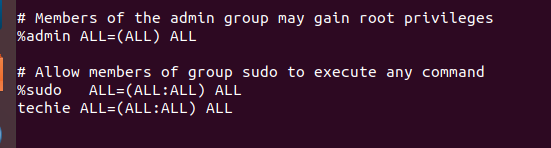 # Members of the admin group may gain root privileges
%admin ALL=(ALL) ALL
# Allow members of group sudo to execute any command
%sudo   ALL=(ALL:ALL) ALL
techie ALL=(ALL:ALL) ALL